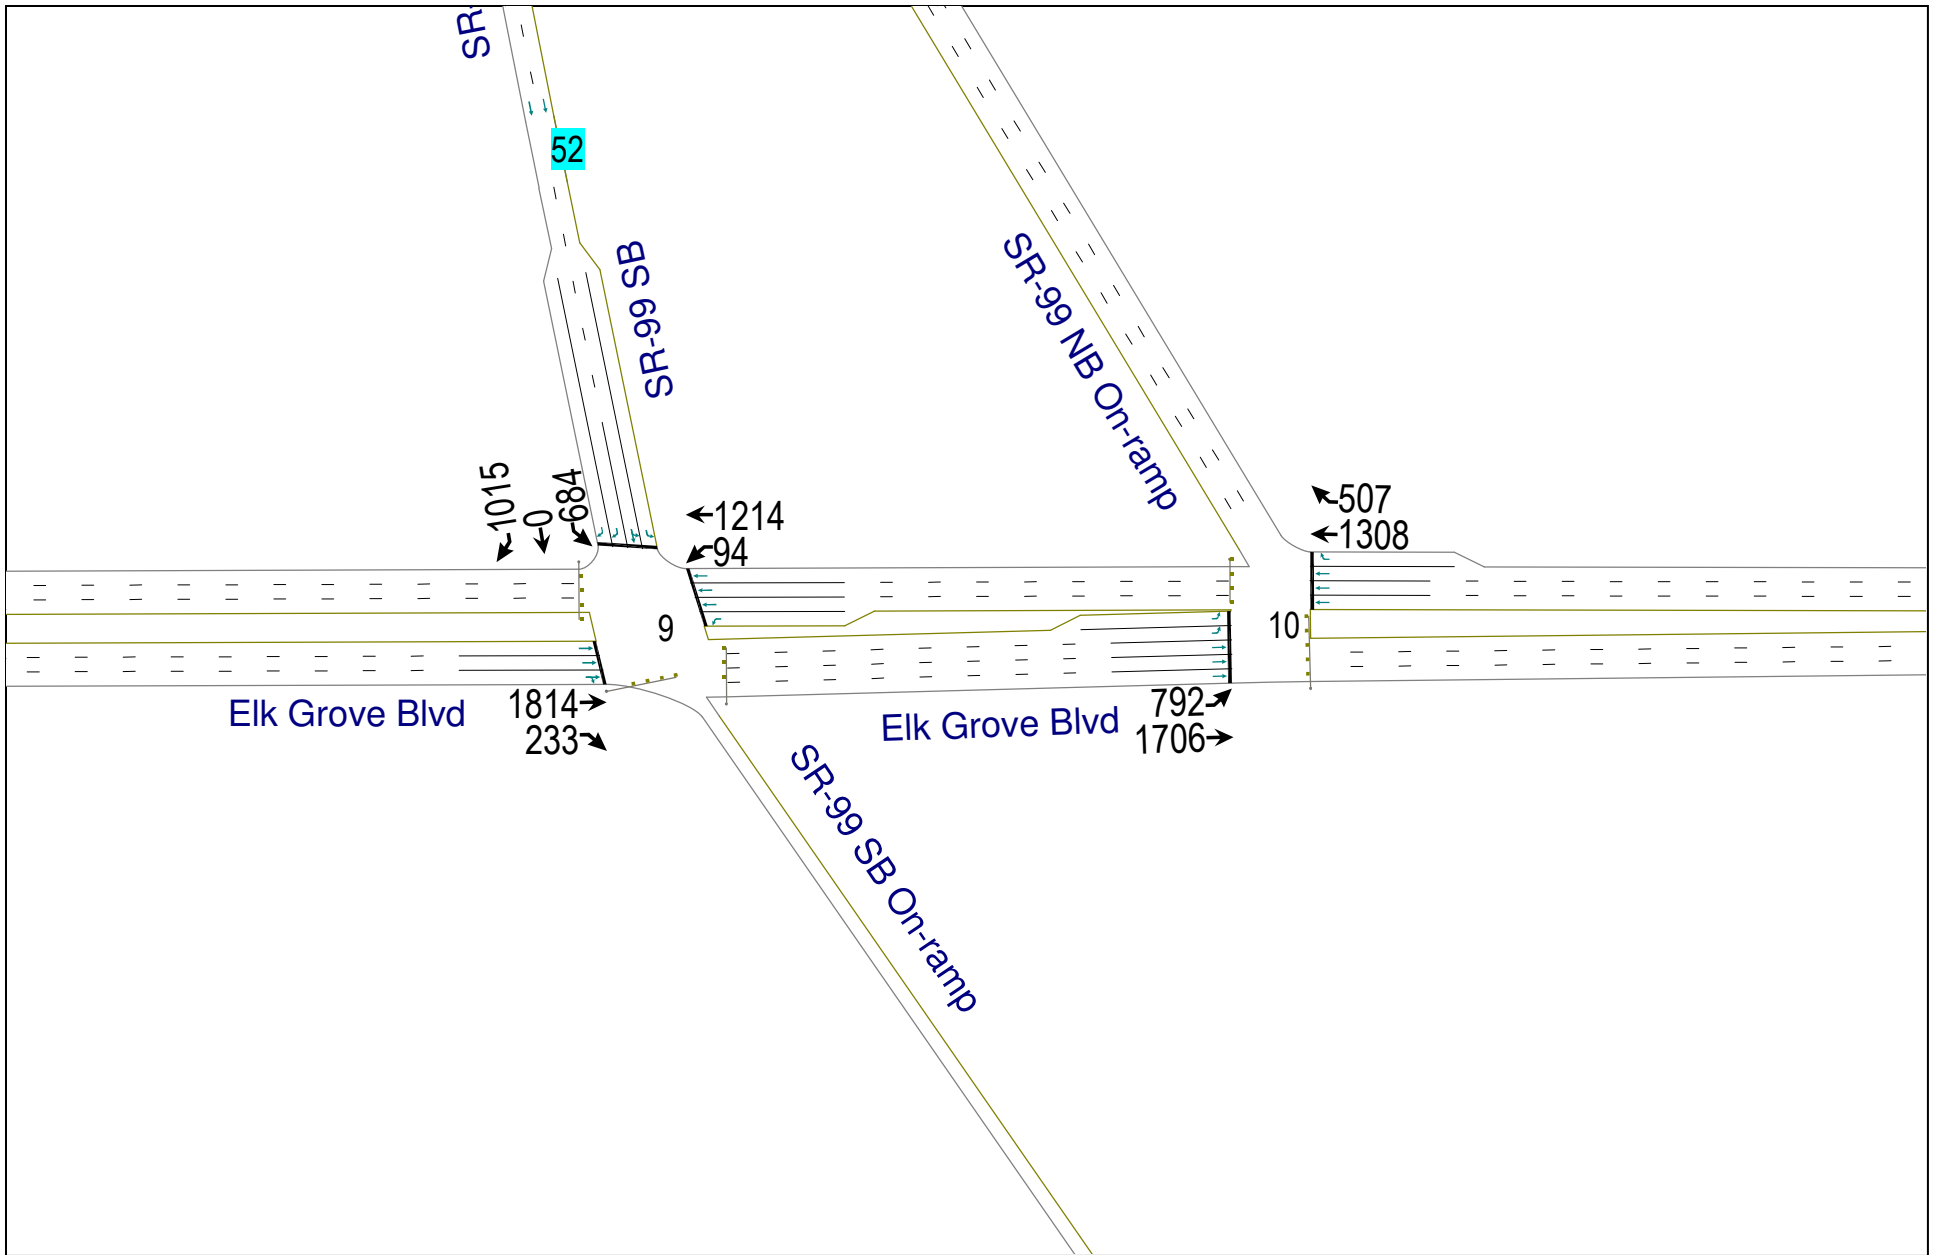 SR-
52
SR-99 SB
SR-99 NB On-ramp
1015
0
684
1214
94
507
1308
9
10
Elk Grove Blvd
1814
233
Elk Grove Blvd
792
1706
SR-99 SB On-ramp